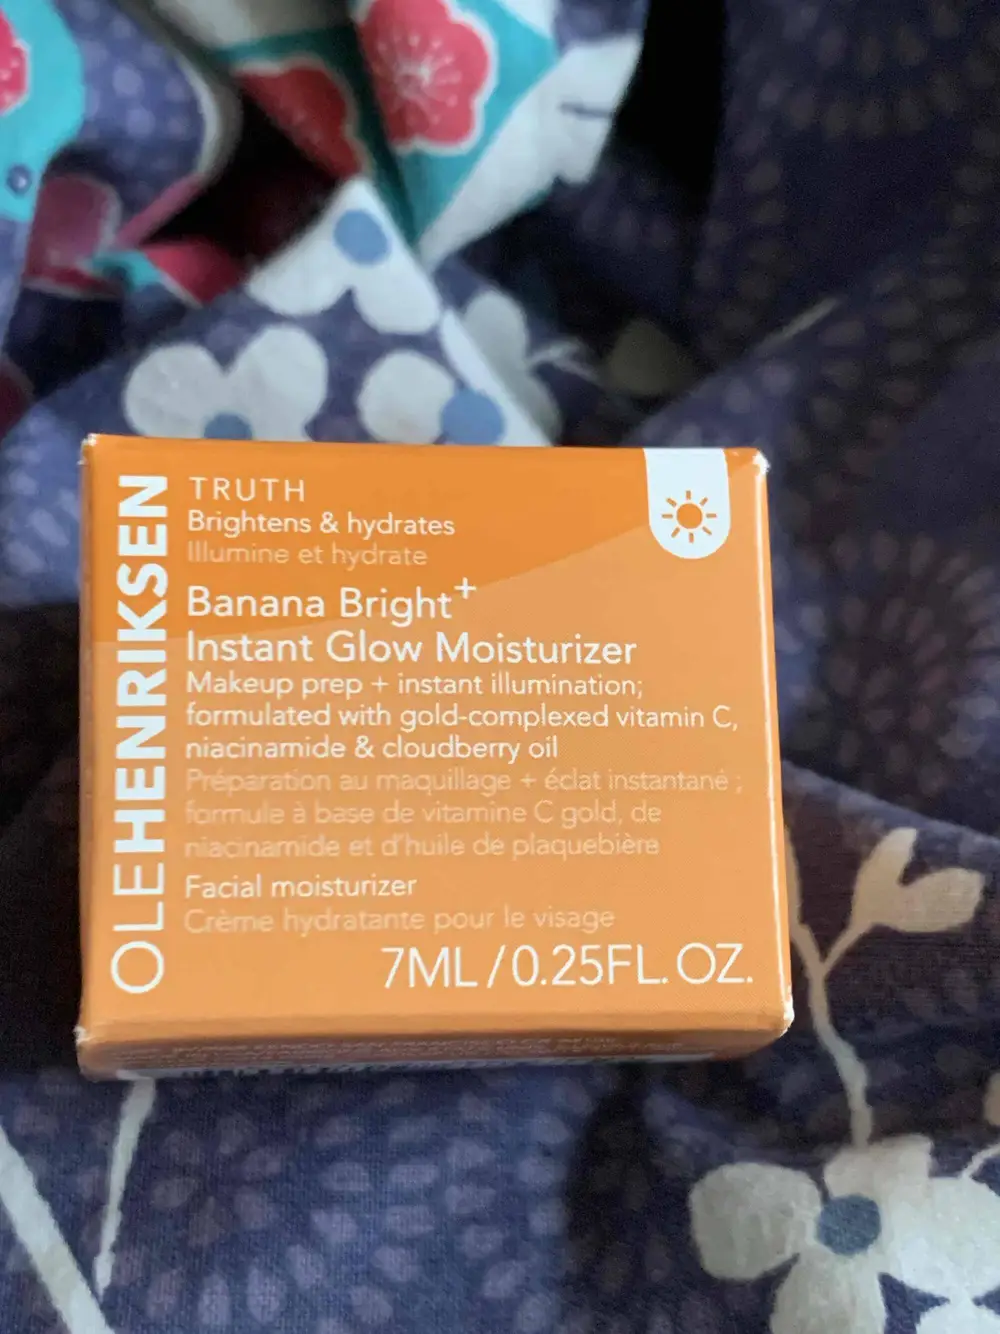 OLEHENRIKSEN
TRUTH
Brightens & hydrates
Illumine et hydrate
Banana Bright+
Instant Glow Moisturizer
Makeup prep + instant illumination;
formulated with gold-complexed vitamin C,
niacinamide & cloudberry oil
Préparation au maquillage + éclat instantané ;
formule à base de vitamine C gold, de
niacinamide et d'huile de plaquebière
Facial moisturizer
Crème hydratante pour le visage
7ML/0.25FL. OZ.